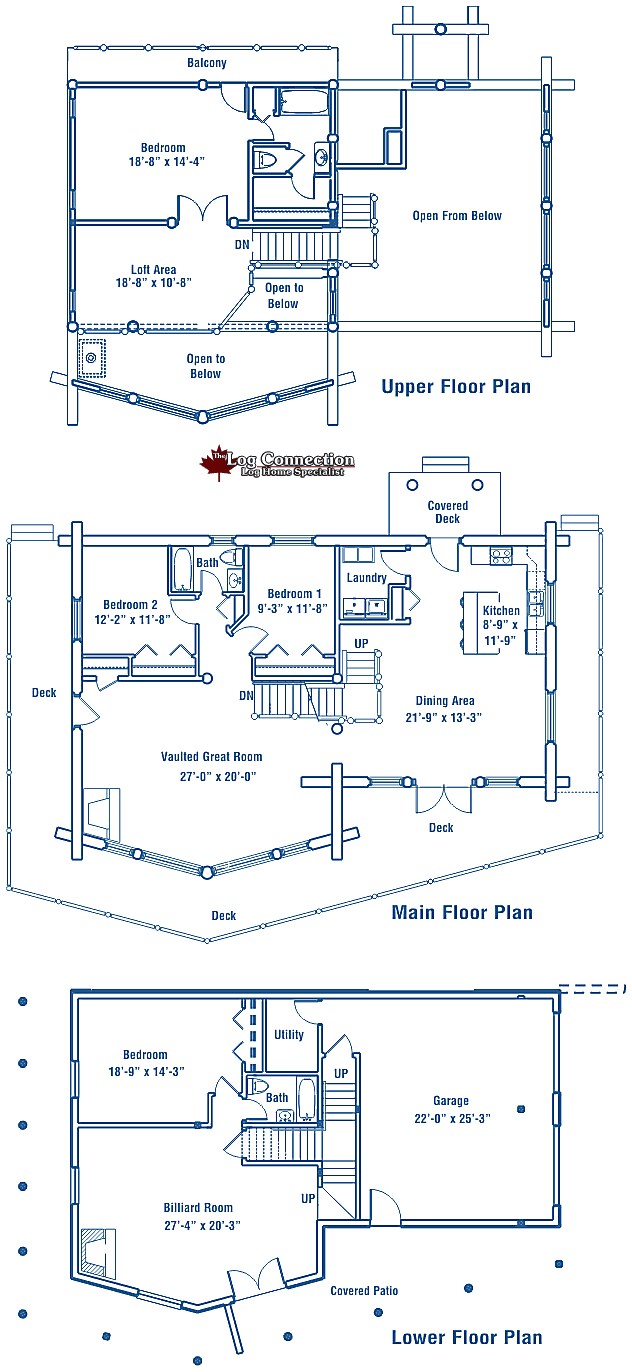 Balcony
Bedroom
18'-8" x 14'-4"
Open From Below
DN
Loft Area
18'-8" x 10'-8"
Open to
Below
Open to
Below
Upper Floor Plan
The Log Connection
Log Home Specialist
Covered
Deck
Bath
Laundry
Bedroom 1
9'-3" x 11'-8"
Bedroom 2
12'-2" x 11'-8"
Kitchen
8'-9" x
11'-9"
UP
Deck
DN
Dining Area
21'-9" x 13'-3"
Vaulted Great Room
27'-0" x 20'-0"
Deck
Deck
Main Floor Plan
Utility
Bedroom
18'-9" x 14'-3"
UP
Bath
Garage
22'-0" x 25'-3"
UP
Billiard Room
27'-4" x 20'-3"
Covered Patio
Lower Floor Plan